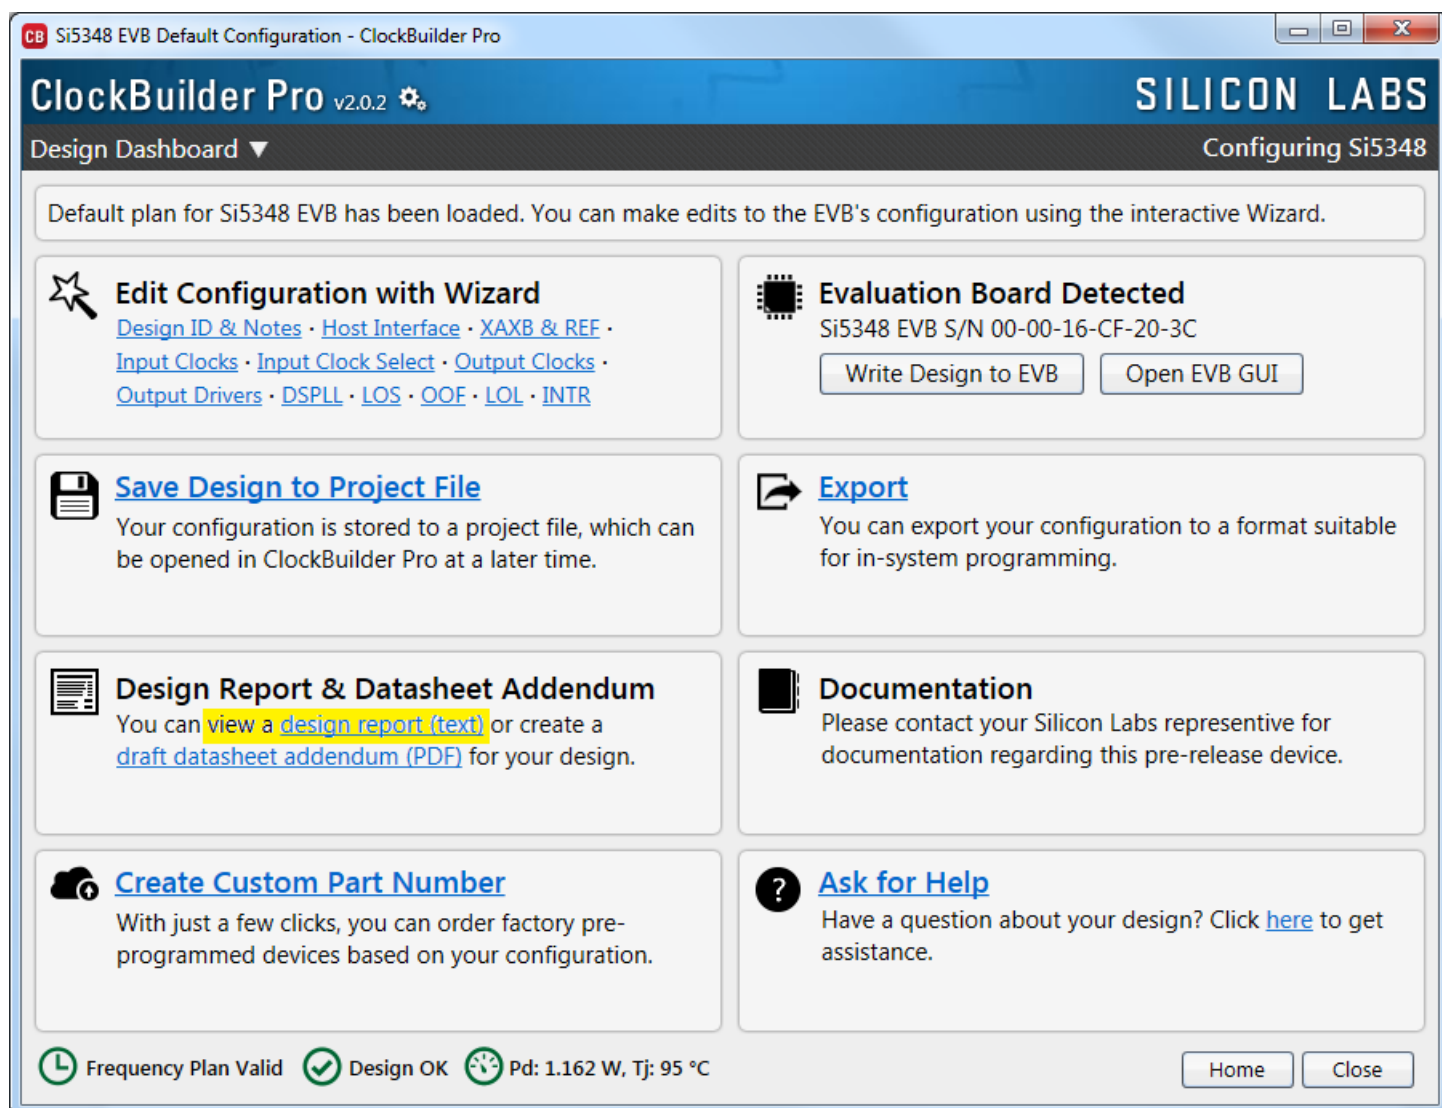 CB Si5348 EVB Default Configuration - ClockBuilder Pro
ClockBuilder Pro v2.0.2
SILICON LABS
Design Dashboard ▼
Configuring Si5348
Default plan for Si5348 EVB has been loaded. You can make edits to the EVB's configuration using the interactive Wizard.
Edit Configuration with Wizard
Design ID & Notes · Host Interface · XAXB & REF ·
Input Clocks · Input Clock Select · Output Clocks ·
Output Drivers · DSPLL · LOS · OOF · LOL · INTR
Evaluation Board Detected
Si5348 EVB S/N 00-00-16-CF-20-3C
Write Design to EVB
Open EVB GUI
Save Design to Project File
Your configuration is stored to a project file, which can
be opened in ClockBuilder Pro at a later time.
Export
You can export your configuration to a format suitable
for in-system programming.
Design Report & Datasheet Addendum
You can view a design report (text) or create a
draft datasheet addendum (PDF) for your design.
Documentation
Please contact your Silicon Labs representive for
documentation regarding this pre-release device.
Create Custom Part Number
With just a few clicks, you can order factory pre-
programmed devices based on your configuration.
Ask for Help
Have a question about your design? Click here to get
assistance.
Frequency Plan Valid
Design OK
Pd: 1.162 W, Tj: 95 °C
Home
Close